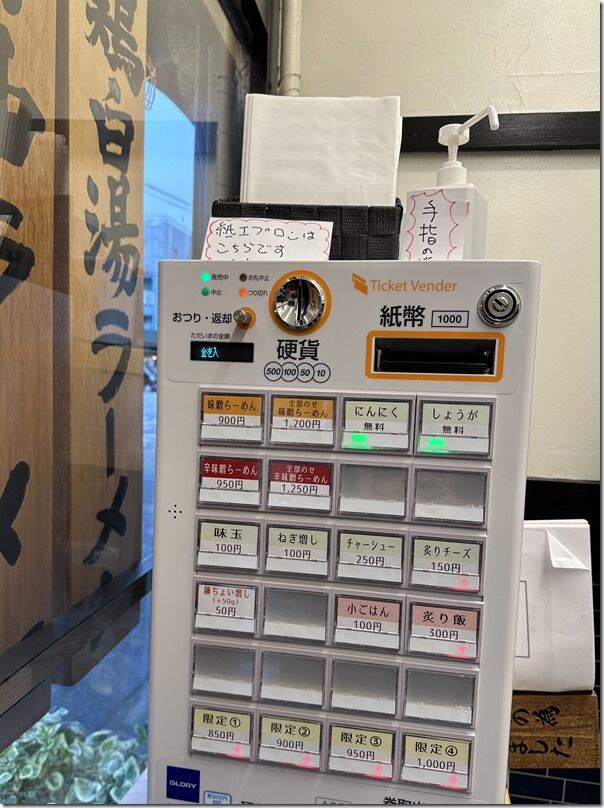 鶏白湯ラーメン
紙エプロンは
こちらです
手指の
発売中
お札中止
中止
つり切れ
Ticket Vender
おつり・返却
紙幣 1000
ただいまの金額
硬貨
500 100 50 10
味噌らーめん
900円
全部のせ
味噌らーめん
1,200円
にんにく
無料
しょうが
無料
辛味噌らーめん
950円
全部のせ
辛味噌らーめん
1,250円
味玉
100円
ねぎ増し
100円
チャーシュー
250円
炙りチーズ
150円
麺ちょい増し
(+50g)
50円
小ごはん
100円
炙り飯
300円
限定①
850円
限定②
900円
限定③
950円
限定④
1,000円
GLORY
の為
ました